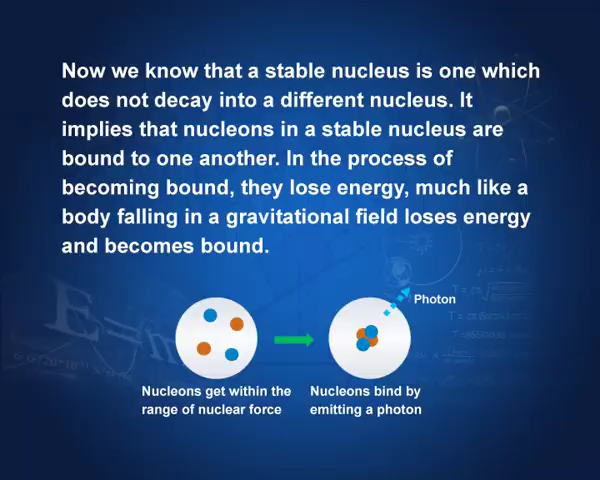 Now we know that a stable nucleus is one which
does not decay into a different nucleus. It
implies that nucleons in a stable nucleus are
bound to one another. In the process of
becoming bound, they lose energy, much like a
body falling in a gravitational field loses energy
and becomes bound.
Photon
Nucleons get within the
range of nuclear force
Nucleons bind by
emitting a photon